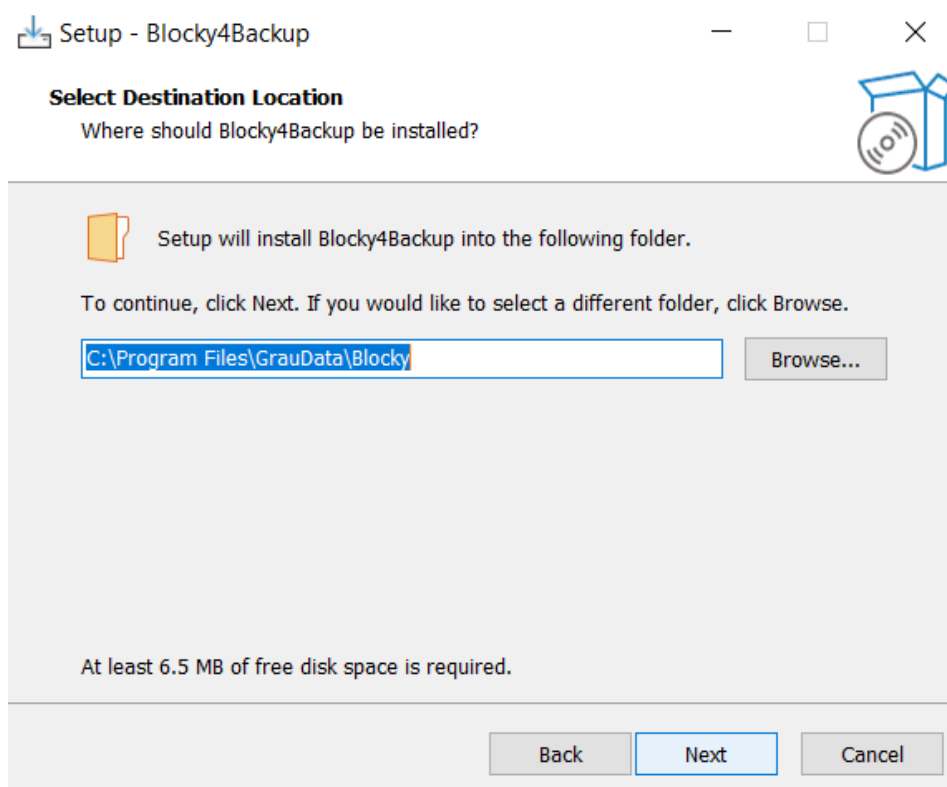 Setup - Blocky4Backup
Select Destination Location
Where should Blocky4Backup be installed?
Setup will install Blocky4Backup into the following folder.
To continue, click Next. If you would like to select a different folder, click Browse.
C:\Program Files\GrauData\Blocky
Browse...
At least 6.5 MB of free disk space is required.
Back
Next
Cancel